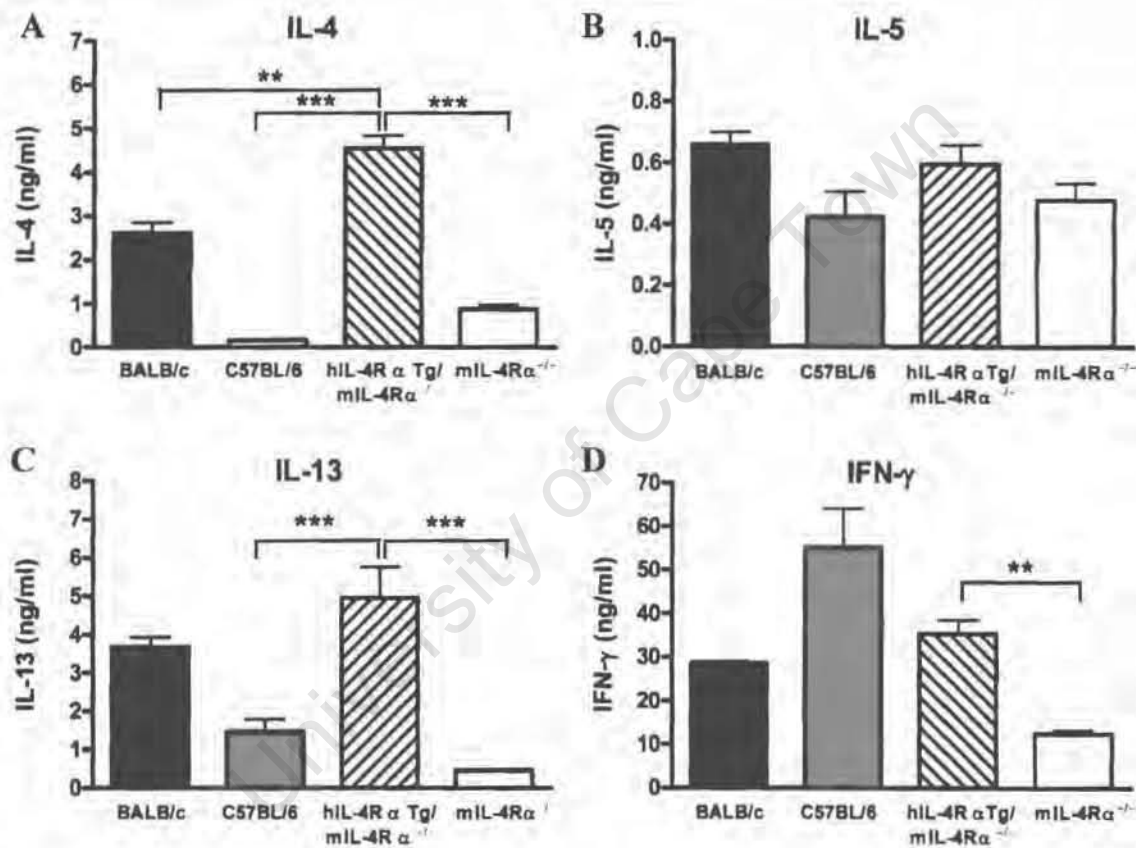 A
IL-4
7
6
5
4
3
2
1
0
IL-4 (ng/ml)
**
***
***
BALB/c
C57BL/6
hIL-4R α Tg/
mIL-4Rα⁻/
mIL-4Rα⁻/⁻
B
IL-5
1.0
0.8
0.6
0.4
0.2
0.0
IL-5 (ng/ml)
BALB/c
C57BL/6
hIL-4R α Tg/
mIL-4Rα⁻/⁻
mIL-4Rα⁻/⁻
C
IL-13
8
7
6
5
4
3
2
1
0
IL-13 (ng/ml)
***
***
BALB/c
C57BL/6
hIL-4R α Tg/
mIL-4R α⁻/
mIL-4Rα⁻/
D
IFN-γ
70
60
50
40
30
20
10
0
IFN-γ (ng/ml)
**
BALB/c
C57BL/6
hIL-4R α Tg/
mIL-4Rα⁻/⁻
mIL-4Rα⁻/⁻
University of Cape Town